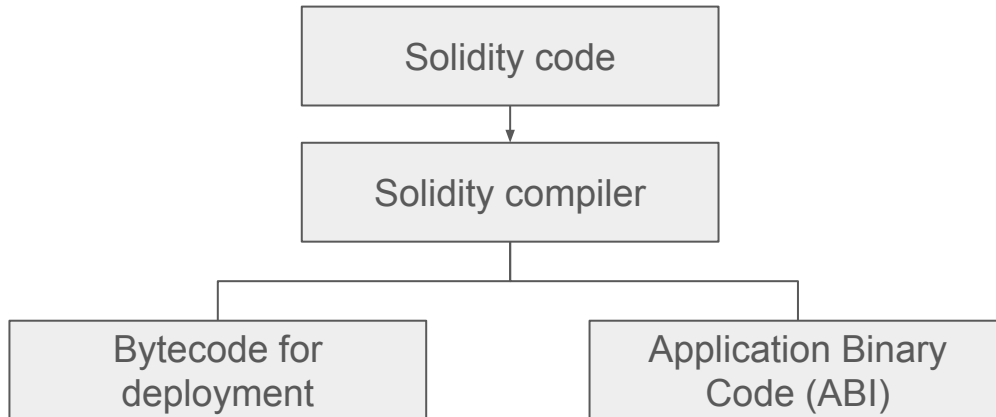 Solidity code
Solidity compiler
Bytecode for
deployment
Application Binary
Code (ABI)